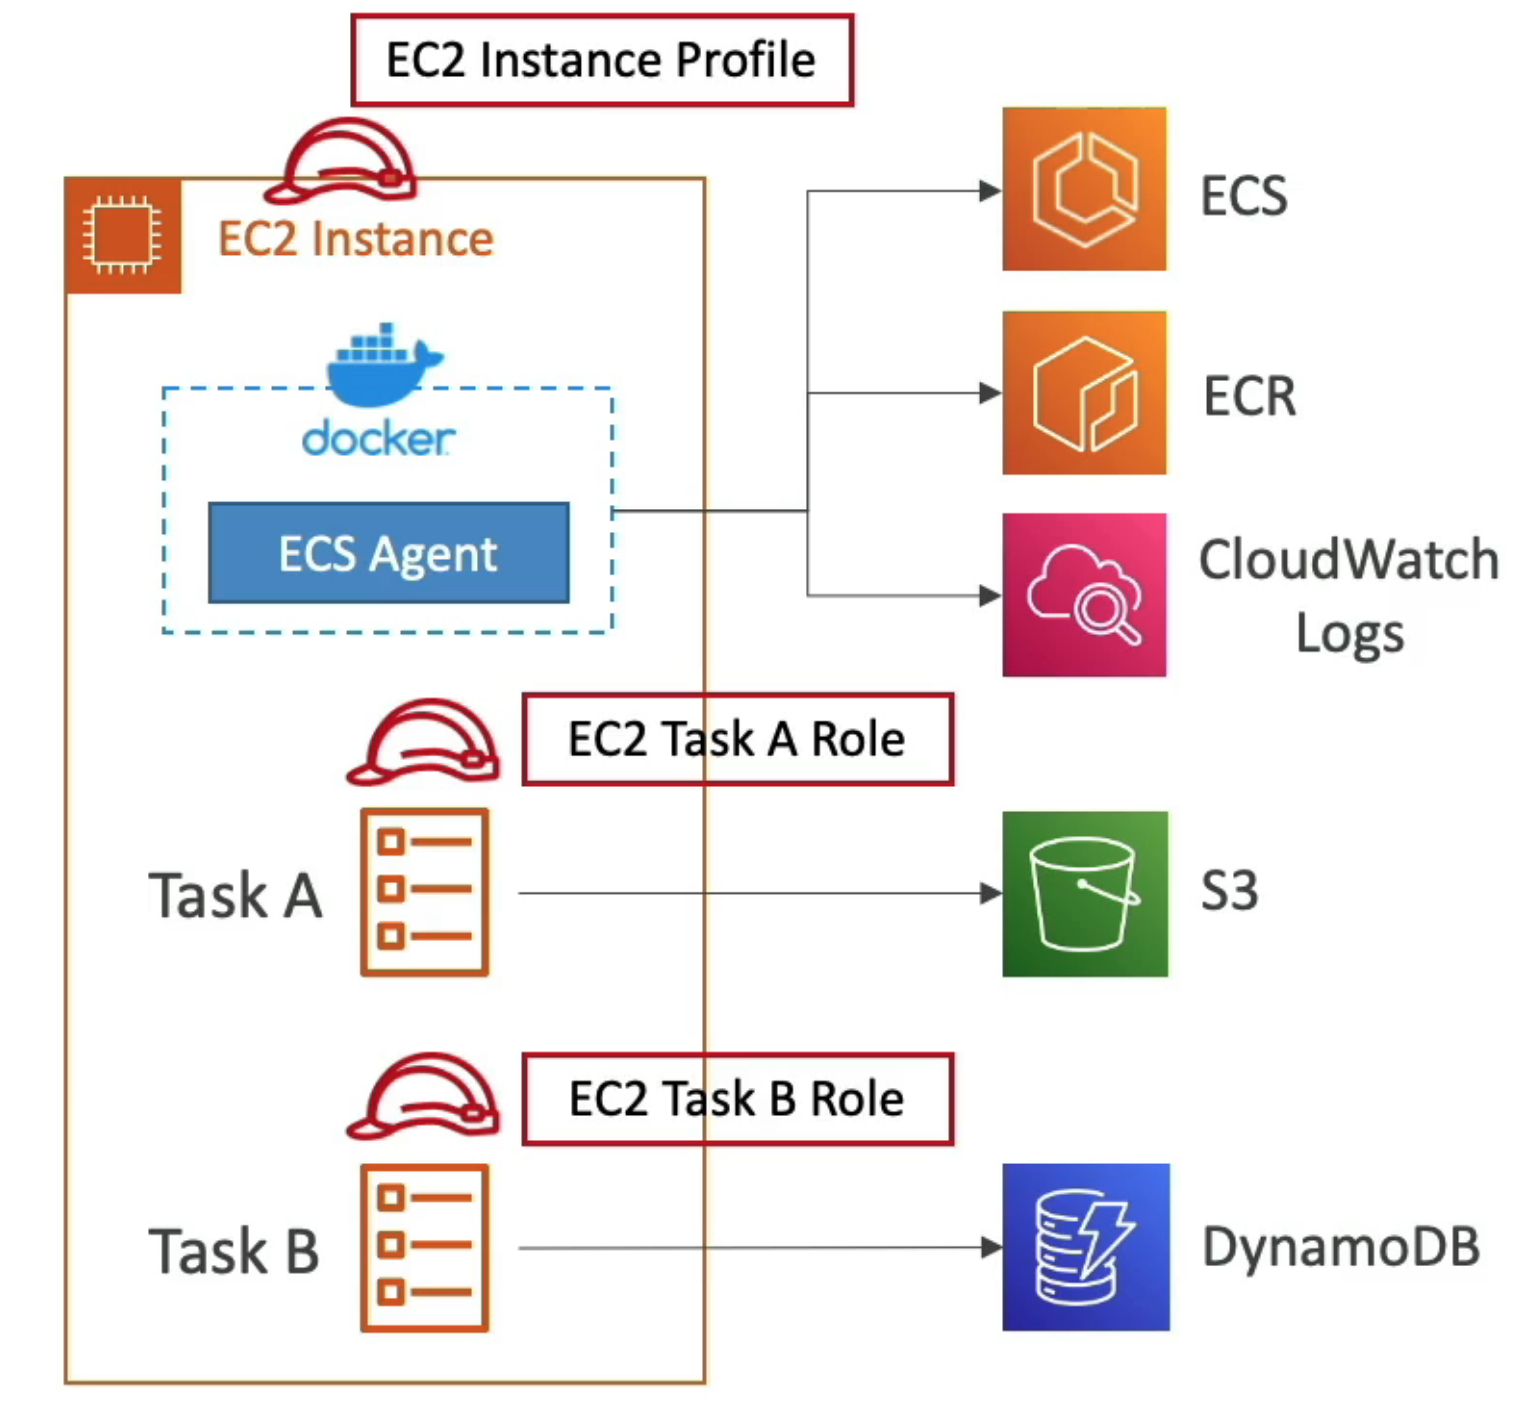 EC2 Instance Profile
EC2 Instance
docker
ECS Agent
ECS
ECR
CloudWatch
Logs
EC2 Task A Role
Task A
S3
EC2 Task B Role
Task B
DynamoDB